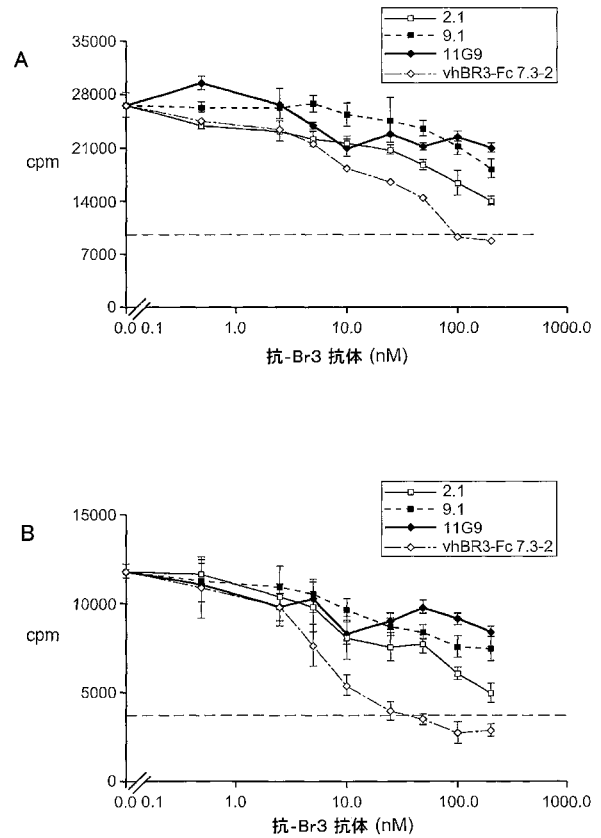 A
2.1
9.1
11G9
vhBR3-Fc 7.3-2
35000
28000
21000
14000
7000
0
cpm
0.0 0.1 1.0 10.0 100.0 1000.0
抗-Br3 抗体 (nM)
B
2.1
9.1
11G9
vhBR3-Fc 7.3-2
15000
10000
5000
0
cpm
0.0 0.1 1.0 10.0 100.0 1000.0
抗-Br3 抗体 (nM)